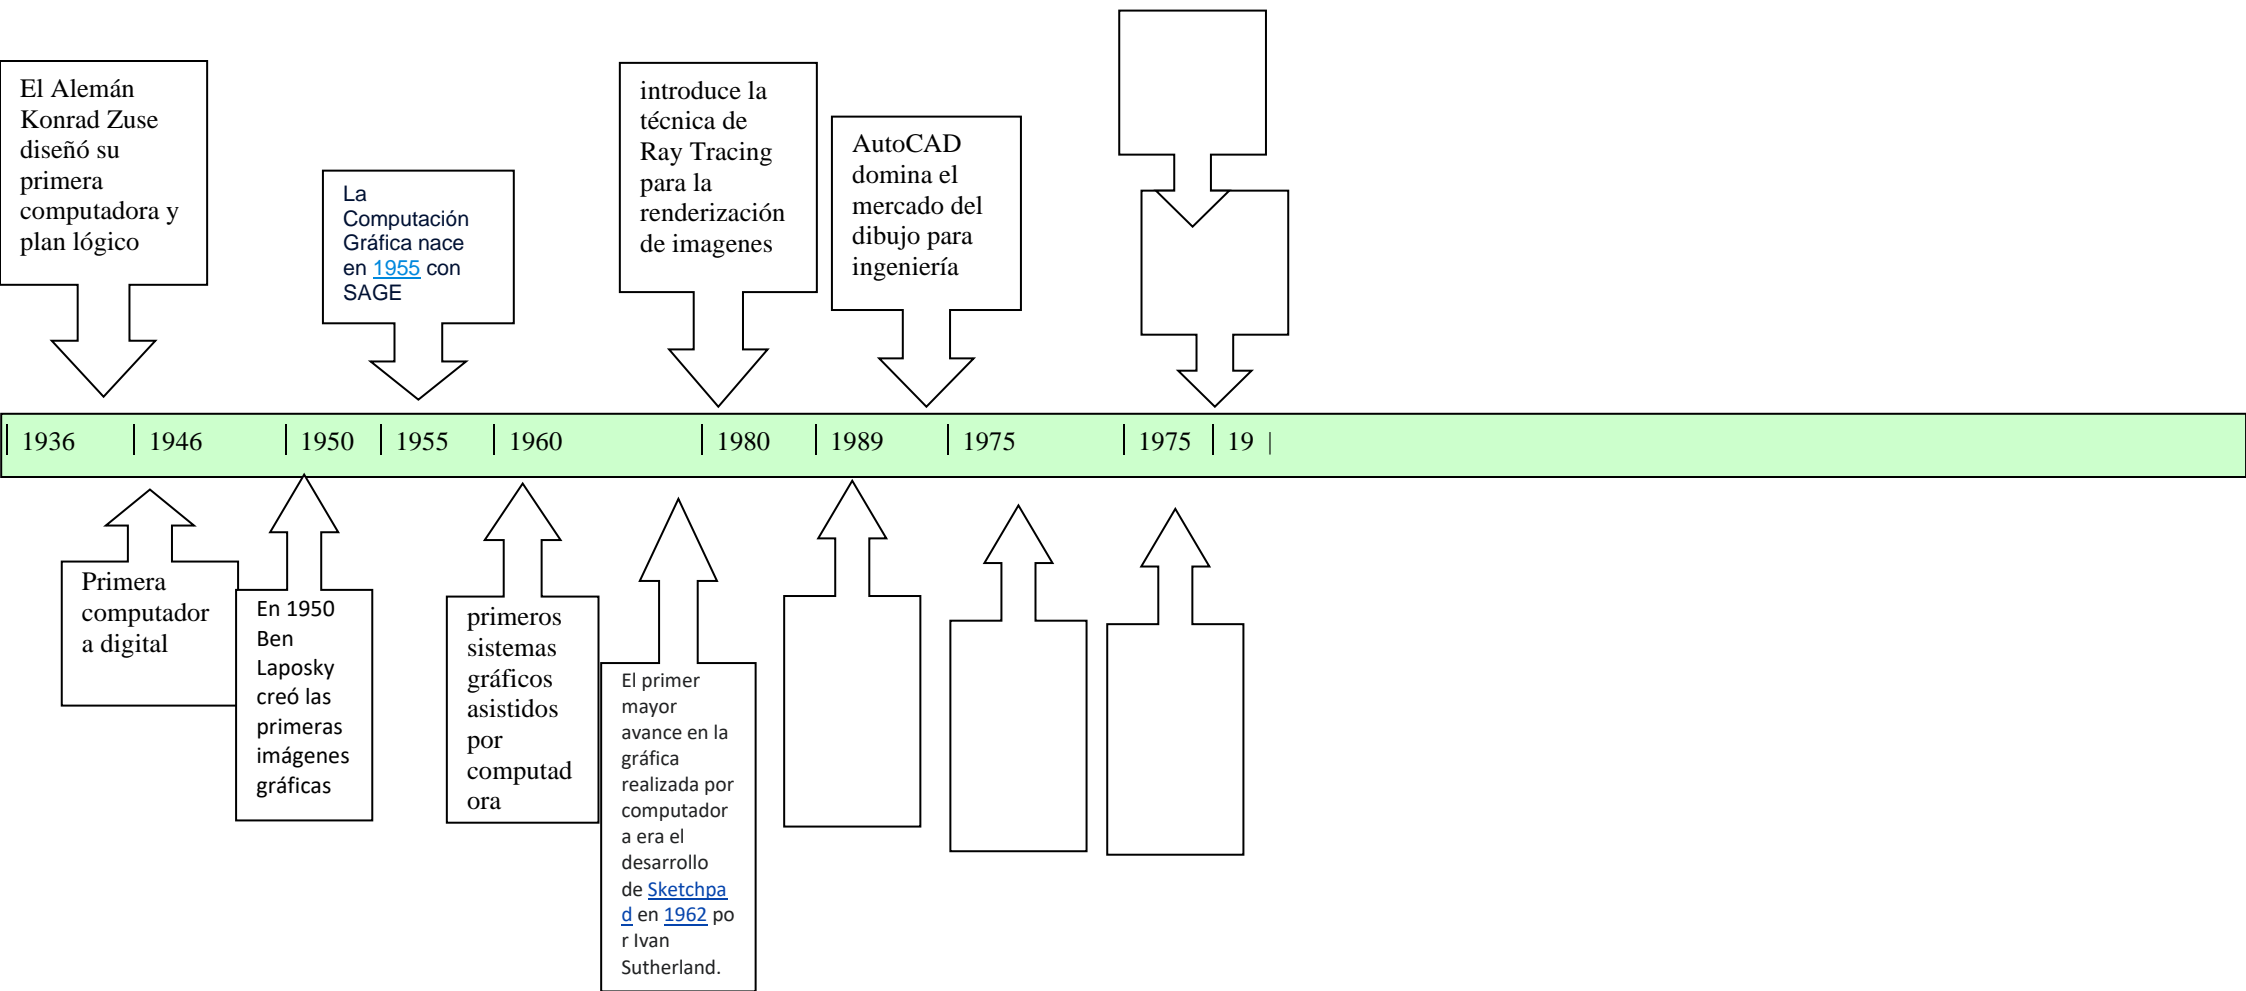 El Alemán
Konrad Zuse
diseñó su
primera
computadora y
plan lógico
La
Computación
Gráfica nace
en 1955 con
SAGE
introduce la
técnica de
Ray Tracing
para la
renderización
de imagenes
AutoCAD
domina el
mercado del
dibujo para
ingeniería
1936 1946 1950 1955 1960 1980 1989 1975 1975 19
Primera
computador
a digital
En 1950
Ben
Laposky
creó las
primeras
imágenes
gráficas
primeros
sistemas
gráficos
asistidos
por
computad
ora
El primer
mayor
avance en la
gráfica
realizada por
computador
a era el
desarrollo
de Sketchpa
d en 1962 po
r Ivan
Sutherland.